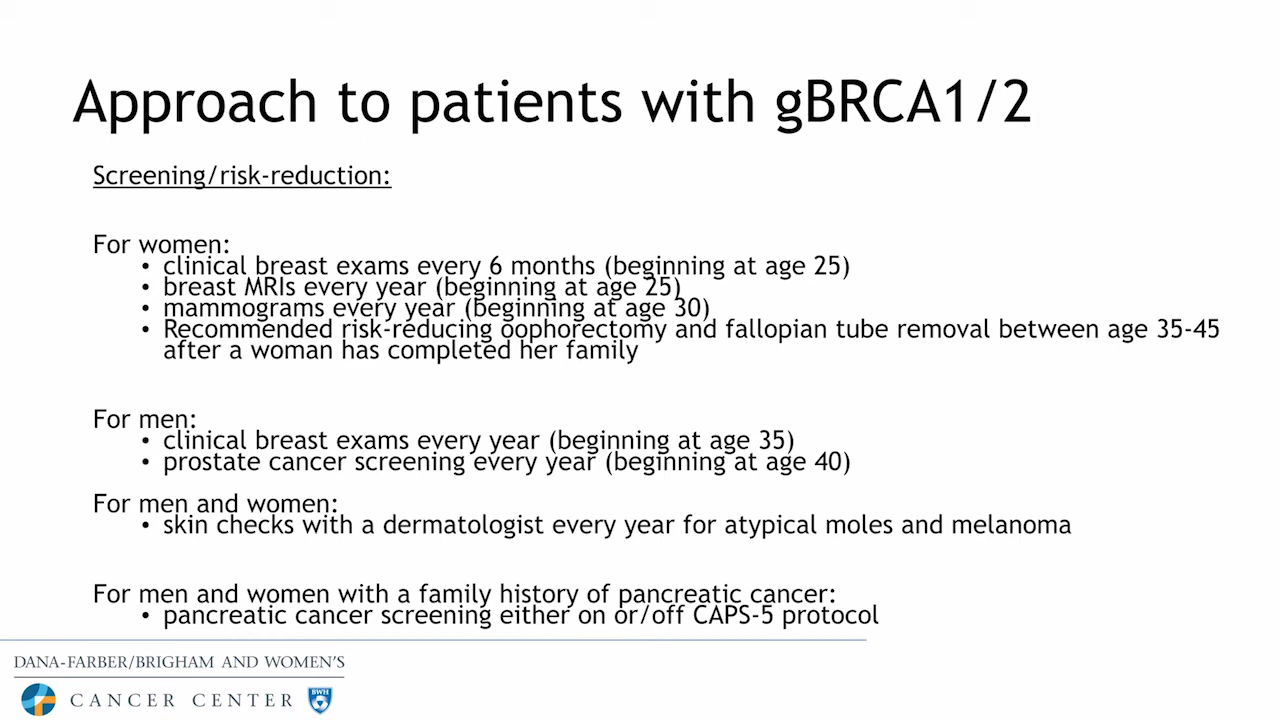 Approach to patients with gBRCA1/2
Screening/risk-reduction:
For women:
• clinical breast exams every 6 months (beginning at age 25)
• breast MRIs every year (beginning at age 25)
• mammograms every year (beginning at age 30)
• Recommended risk-reducing oophorectomy and fallopian tube removal between age 35-45
after a woman has completed her family
For men:
• clinical breast exams every year (beginning at age 35)
• prostate cancer screening every year (beginning at age 40)
For men and women:
• skin checks with a dermatologist every year for atypical moles and melanoma
For men and women with a family history of pancreatic cancer:
• pancreatic cancer screening either on or/off CAPS-5 protocol
DANA-FARBER/BRIGHAM AND WOMEN'S
CANCER CENTER
BWH